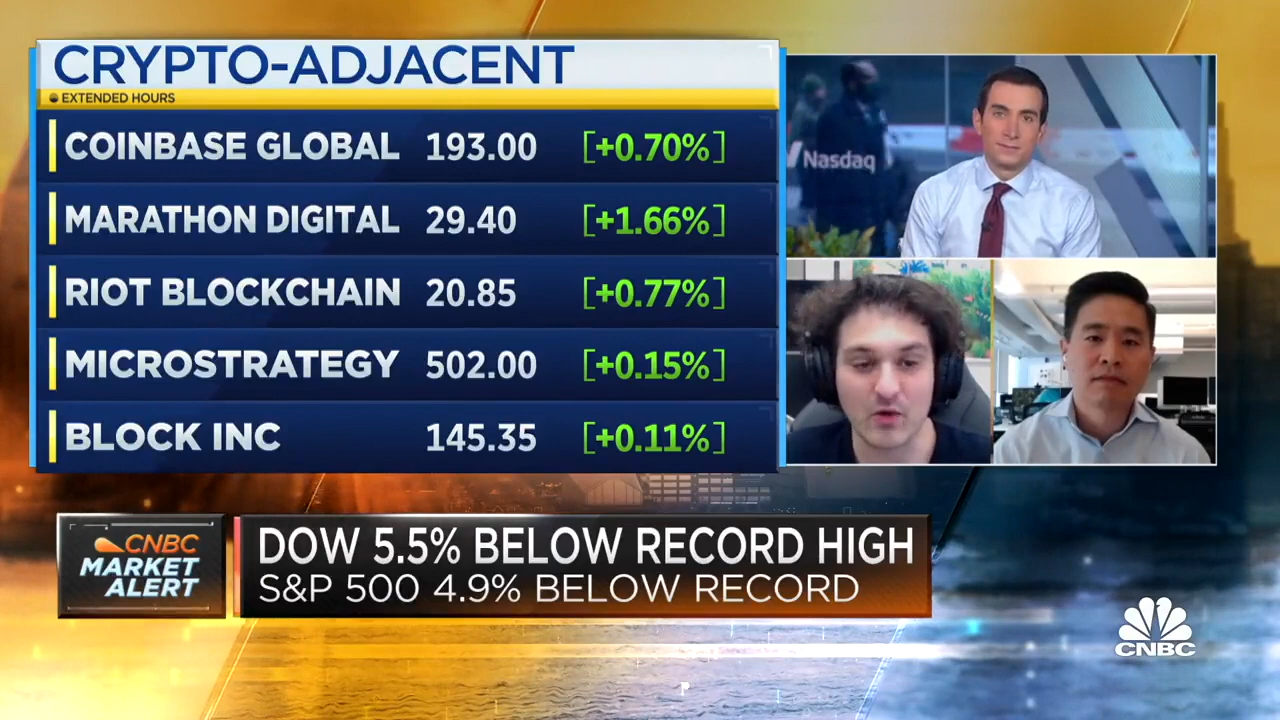 CRYPTO-ADJACENT
EXTENDED HOURS
COINBASE GLOBAL 193.00 [+0.70%]
MARATHON DIGITAL 29.40 [+1.66%]
RIOT BLOCKCHAIN 20.85 [+0.77%]
MICROSTRATEGY 502.00 [+0.15%]
BLOCK INC 145.35 [+0.11%]
Nasdaq
CNBC
MARKET
ALERT
DOW 5.5% BELOW RECORD HIGH
S&P 500 4.9% BELOW RECORD
CNBC